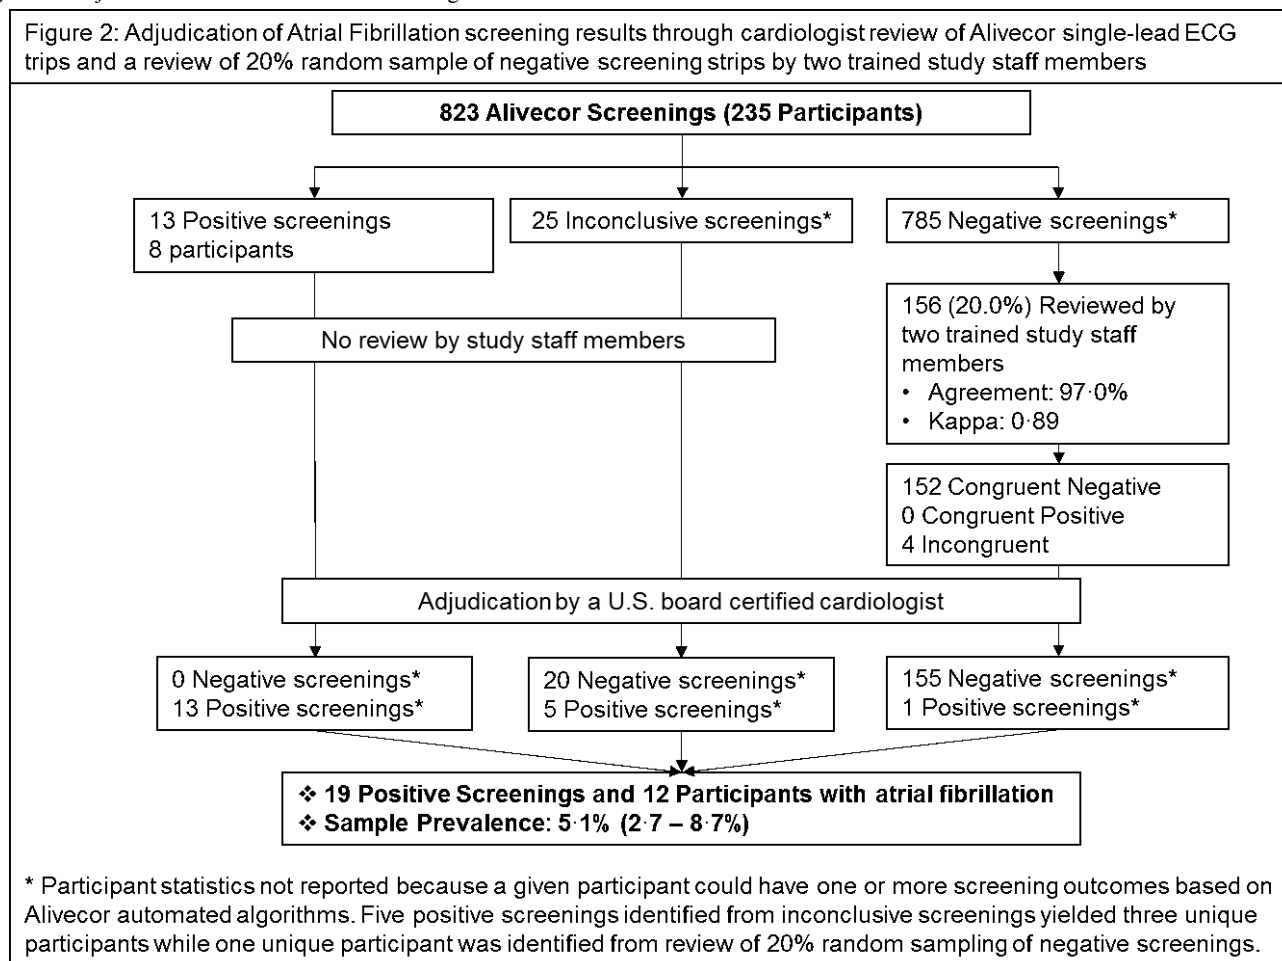 Figure 2: Adjudication of Atrial Fibrillation screening results through cardiologist review of Alivecor single-lead ECG
trips and a review of 20% random sample of negative screening strips by two trained study staff members
823 Alivecor Screenings (235 Participants)
13 Positive screenings
8 participants
25 Inconclusive screenings*
785 Negative screenings*
No review by study staff members
156 (20.0%) Reviewed by
two trained study staff
members
• Agreement: 97·0%
• Kappa: 0·89
152 Congruent Negative
0 Congruent Positive
4 Incongruent
Adjudication by a U.S. board certified cardiologist
0 Negative screenings*
13 Positive screenings*
20 Negative screenings*
5 Positive screenings*
155 Negative screenings*
1 Positive screenings*
❖ 19 Positive Screenings and 12 Participants with atrial fibrillation
❖ Sample Prevalence: 5·1% (2·7 – 8·7%)
* Participant statistics not reported because a given participant could have one or more screening outcomes based on
Alivecor automated algorithms. Five positive screenings identified from inconclusive screenings yielded three unique
participants while one unique participant was identified from review of 20% random sampling of negative screenings.